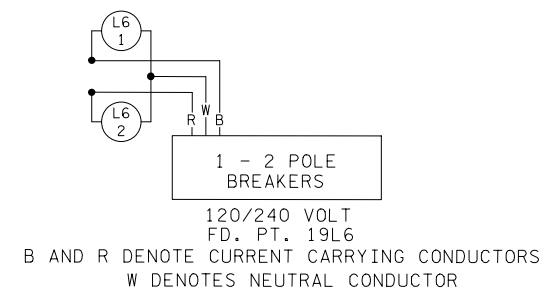 L6
1
L6
2
R W B
1 - 2 POLE
BREAKERS
120/240 VOLT
FD. PT. 19L6
B AND R DENOTE CURRENT CARRYING CONDUCTORS
W DENOTES NEUTRAL CONDUCTOR